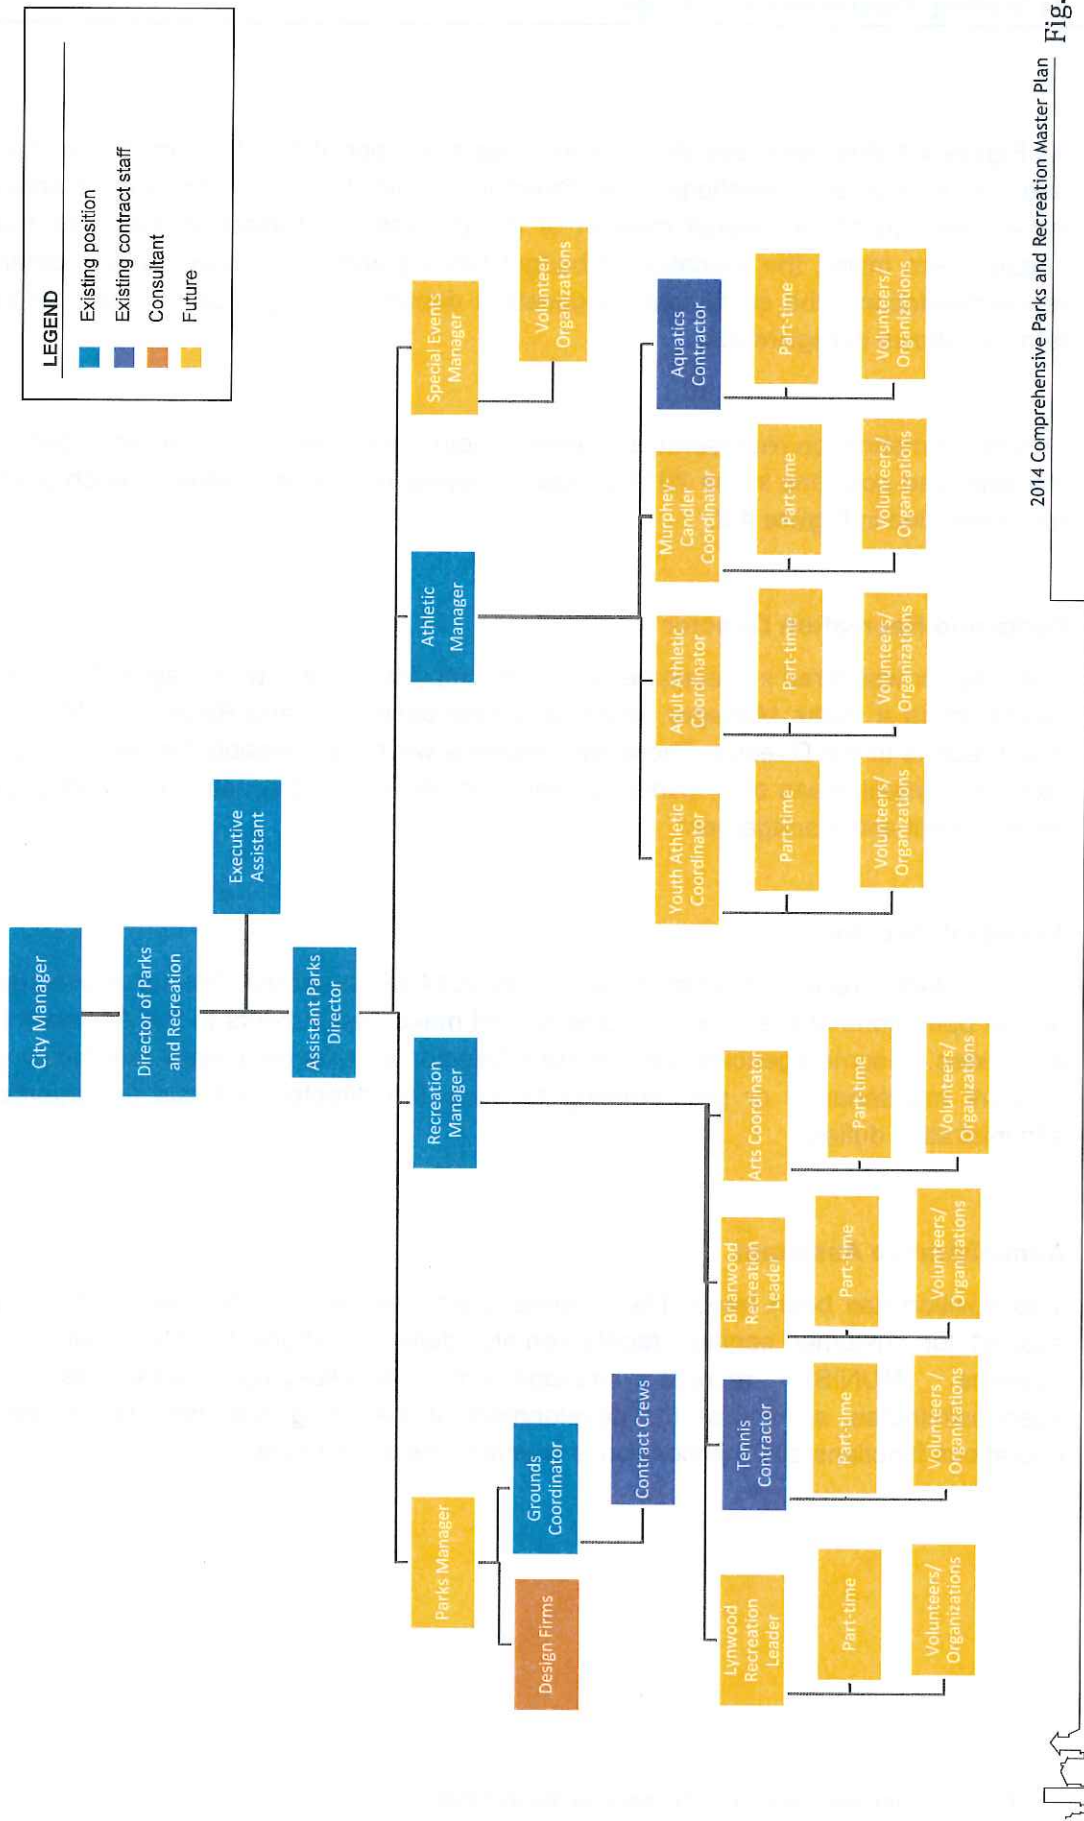 City Manager
Director of Parks
and Recreation
Executive
Assistant
Assistant Parks
Director
LEGEND
Existing position
Existing contract staff
Consultant
Future
Parks Manager
Recreation
Manager
Athletic
Manager
Special Events
Manager
Design Firms
Grounds
Coordinator
Contract Crews
Volunteer
Organizations
Lynwood
Recreation
Leader
Part-time
Volunteers/
Organizations
Tennis
Contractor
Part-time
Volunteers/
Organizations
Briarwood
Recreation
Leader
Part-time
Volunteers/
Organizations
Arts Coordinator
Part-time
Volunteers/
Organizations
Youth Athletic
Coordinator
Part-time
Volunteers/
Organizations
Adult Athletic
Coordinator
Part-time
Volunteers/
Organizations
Murphey
Candler
Coordinator
Part-time
Volunteers/
Organizations
Aquatics
Contractor
Part-time
Volunteers/
Organizations
2014 Comprehensive Parks and Recreation Master Plan
Fig.